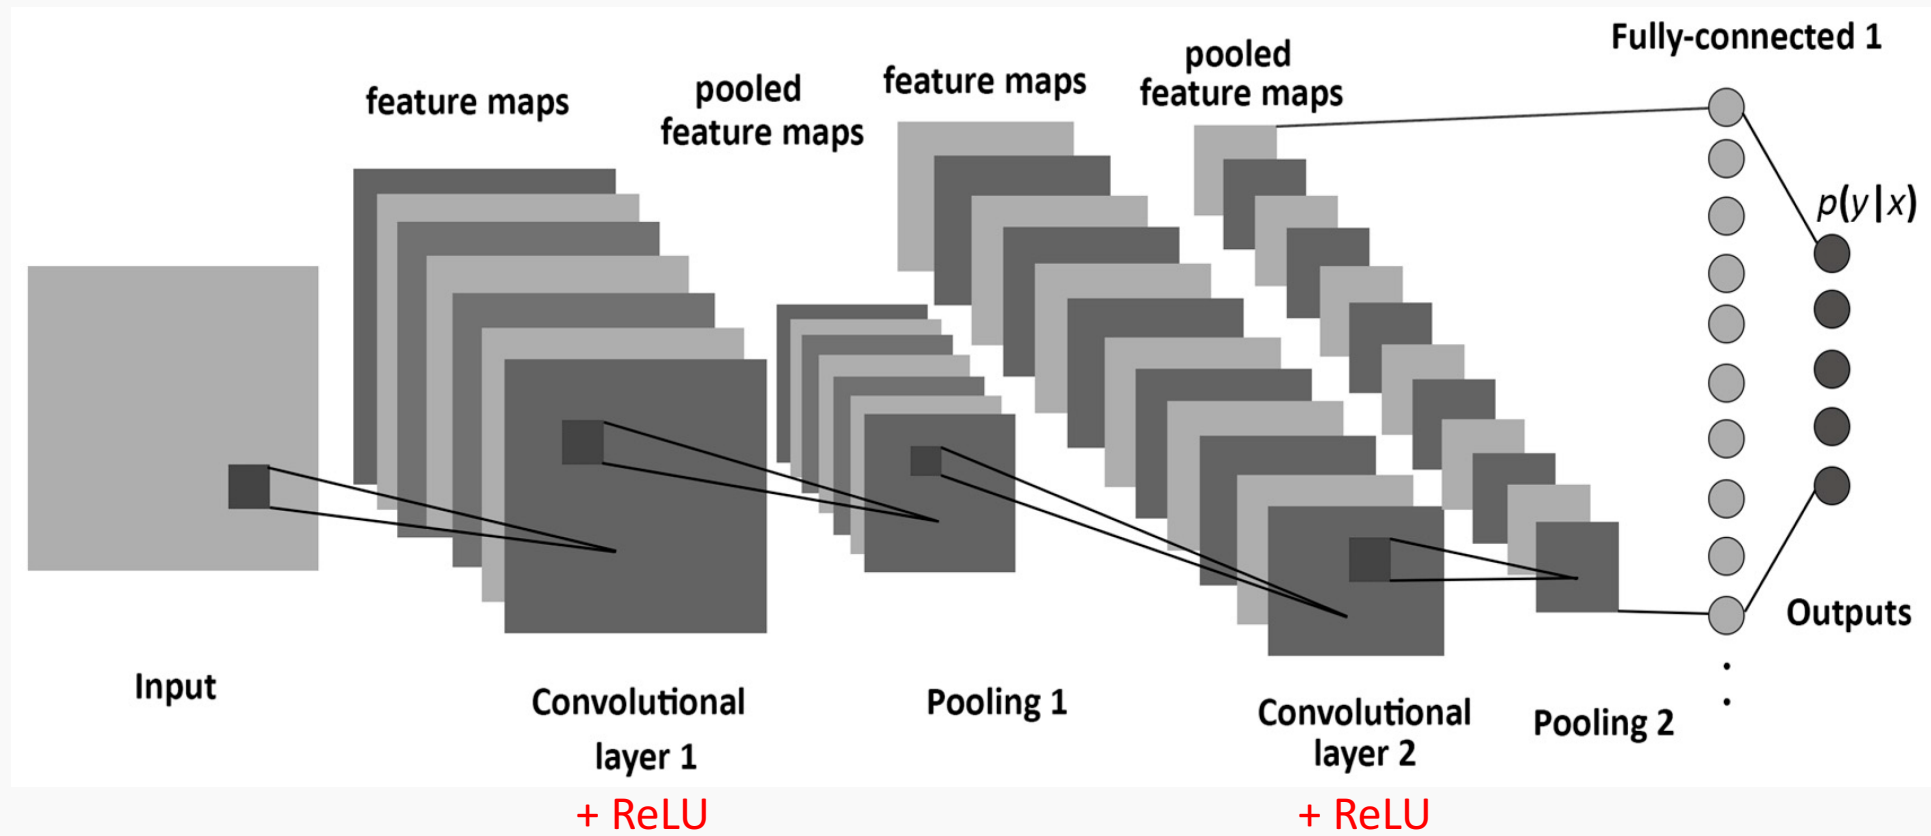 Fully-connected 1
feature maps
pooled
feature maps
feature maps
pooled
feature maps
p(y|x)
Outputs
Input
Convolutional
layer 1
Pooling 1
Convolutional
layer 2
Pooling 2
+ ReLU
+ ReLU